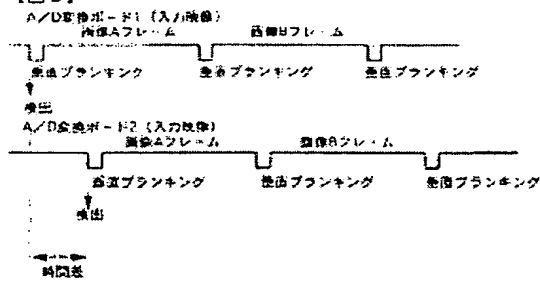 A/D変換ボード1（入力映像）
画像Aフレーム 画像Bフレーム
垂直ブランキング 垂直ブランキング 垂直ブランキング
検出
A/D変換ボード2（入力映像）
画像Aフレーム 画像Bフレーム
垂直ブランキング 垂直ブランキング 垂直ブランキング
検出
時間差